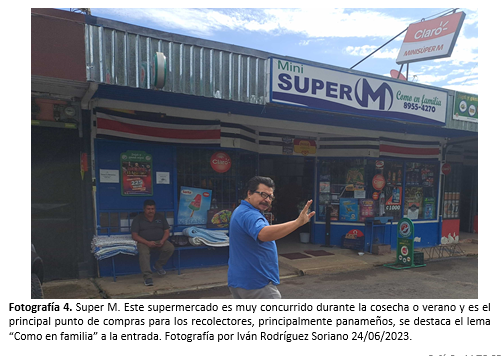 Claro
MINISÚPER M
Mini
SUPER M
Como en familia
8955-4270
Claro
Fotografía 4. Super M. Este supermercado es muy concurrido durante la cosecha o verano y es el
principal punto de compras para los recolectores, principalmente panameños, se destaca el lema
“Como en familia” a la entrada. Fotografía por Iván Rodríguez Soriano 24/06/2023.